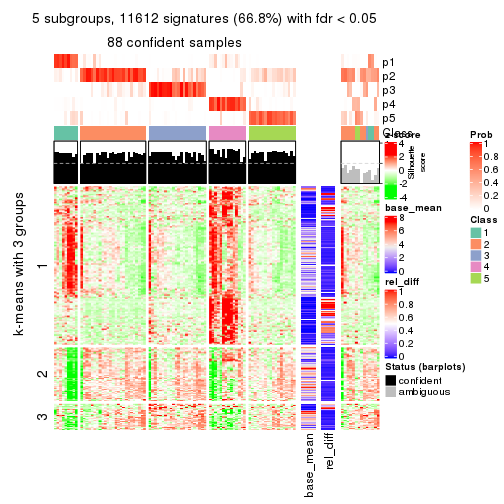 5 subgroups, 11612 signatures (66.8%) with fdr < 0.05
88 confident samples
p1
p2
p3
p4
p5
Class
Silhouette
score
k-means with 3 groups
1
2
3
base_mean
rel_diff
z-score
4
2
0
-2
-4
base_mean
8
6
4
2
0
rel_diff
1
0.8
0.6
0.4
0.2
0
Status (barplots)
confident
ambiguous
Prob
1
0.8
0.6
0.4
0.2
0
Class
1
2
3
4
5